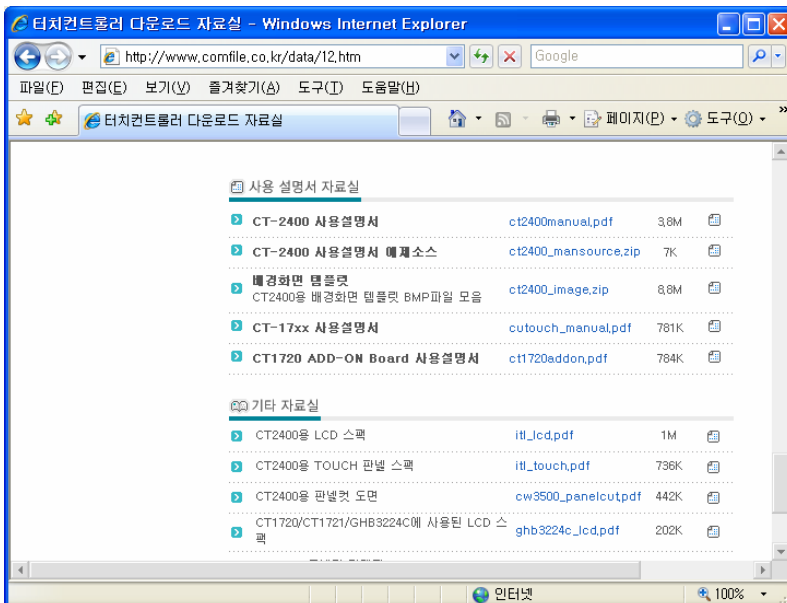 터치컨트롤러 다운로드 자료실 - Windows Internet Explorer
http://www.comfile.co.kr/data/12.htm
Google
파일(F) 편집(E) 보기(V) 즐겨찾기(A) 도구(T) 도움말(H)
터치컨트롤러 다운로드 자료실
페이지(P)
도구(O)
사용 설명서 자료실
CT-2400 사용설명서 ct2400manual.pdf 3.8M
CT-2400 사용설명서 예제소스 ct2400_mansource.zip 7K
배경화면 템플릿
CT2400용 배경화면 템플릿 BMP파일 모음 ct2400_image.zip 8.8M
CT-17xx 사용설명서 cutouch_manual.pdf 781K
CT1720 ADD-ON Board 사용설명서 ct1720addon.pdf 784K
기타 자료실
CT2400용 LCD 스팩 itl_lcd.pdf 1M
CT2400용 TOUCH 판넬 스팩 itl_touch.pdf 736K
CT2400용 판넬컷 도면 cw3500_panelcut.pdf 442K
CT1720/CT1721/GHB3224C에 사용된 LCD 스
팩 ghb3224c_lcd.pdf 202K
인터넷
100%